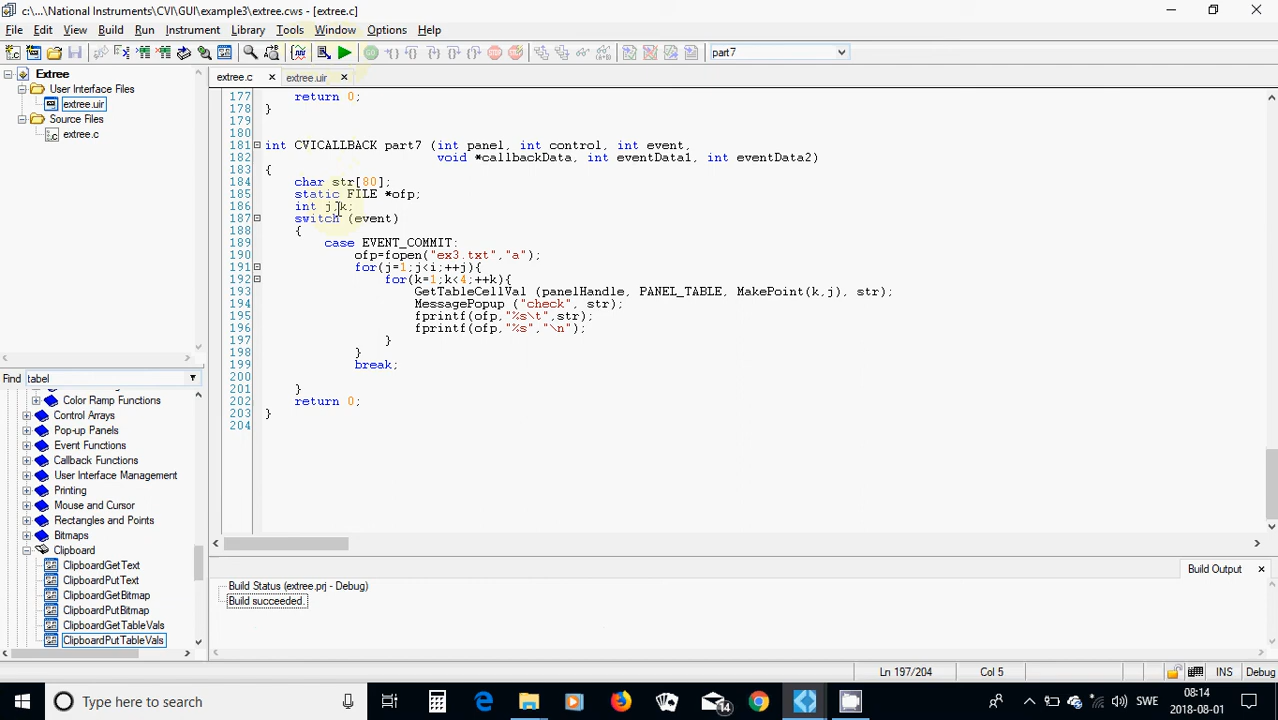 c:\...\National Instruments\CVI\GUI\example3\extree.cws - [extree.c]
File Edit View Build Run Instrument Library Tools Window Options Help
part7
Extree
User Interface Files
extree.uir
Source Files
extree.c
Find tabel
Color Ramp Functions
Control Arrays
Pop-up Panels
Event Functions
Callback Functions
User Interface Management
Printing
Mouse and Cursor
Rectangles and Points
Bitmaps
Clipboard
ClipboardGetText
ClipboardPutText
ClipboardGetBitmap
ClipboardPutBitmap
ClipboardGetTableVals
ClipboardPutTableVals
extree.c extree.uir
177 return 0;
178 }
179
180
181 int CVICALLBACK part7 (int panel, int control, int event,
182 void *callbackData, int eventData1, int eventData2)
183 {
184 char str[80];
185 static FILE *ofp;
186 int j,k;
187 switch (event)
188 {
189 case EVENT_COMMIT:
190 ofp=fopen("ex3.txt","a");
191 for(j=1;j<i;++j){
192 for(k=1;k<4;++k){
193 GetTableCellVal (panelHandle, PANEL_TABLE, MakePoint(k,j), str);
194 MessagePopup ("check", str);
195 fprintf(ofp,"%s\t",str);
196 fprintf(ofp,"%s","\n");
197 }
198 }
199 break;
200
201 }
202 return 0;
203 }
204
Build Output
Build Status (extree.prj - Debug)
Build succeeded.
Ln 197/204 Col 5 INS Debug
Type here to search
14
SWE
08:14
2018-08-01